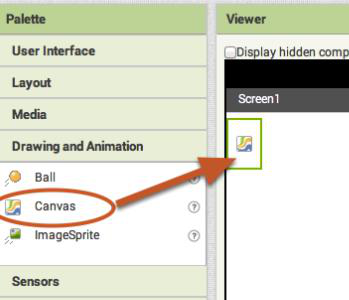 Palette
User Interface
Layout
Media
Drawing and Animation
Ball
Canvas
ImageSprite
Sensors
Viewer
Display hidden comp
Screen1